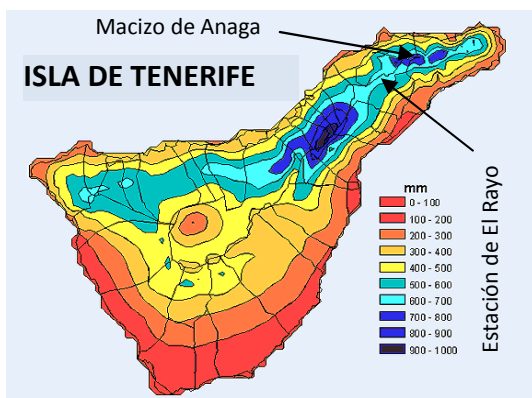 Macizo de Anaga
ISLA DE TENERIFE
Estación de El Rayo
mm
0 - 100
100 - 200
200 - 300
300 - 400
400 - 500
500 - 600
600 - 700
700 - 800
800 - 900
900 - 1000